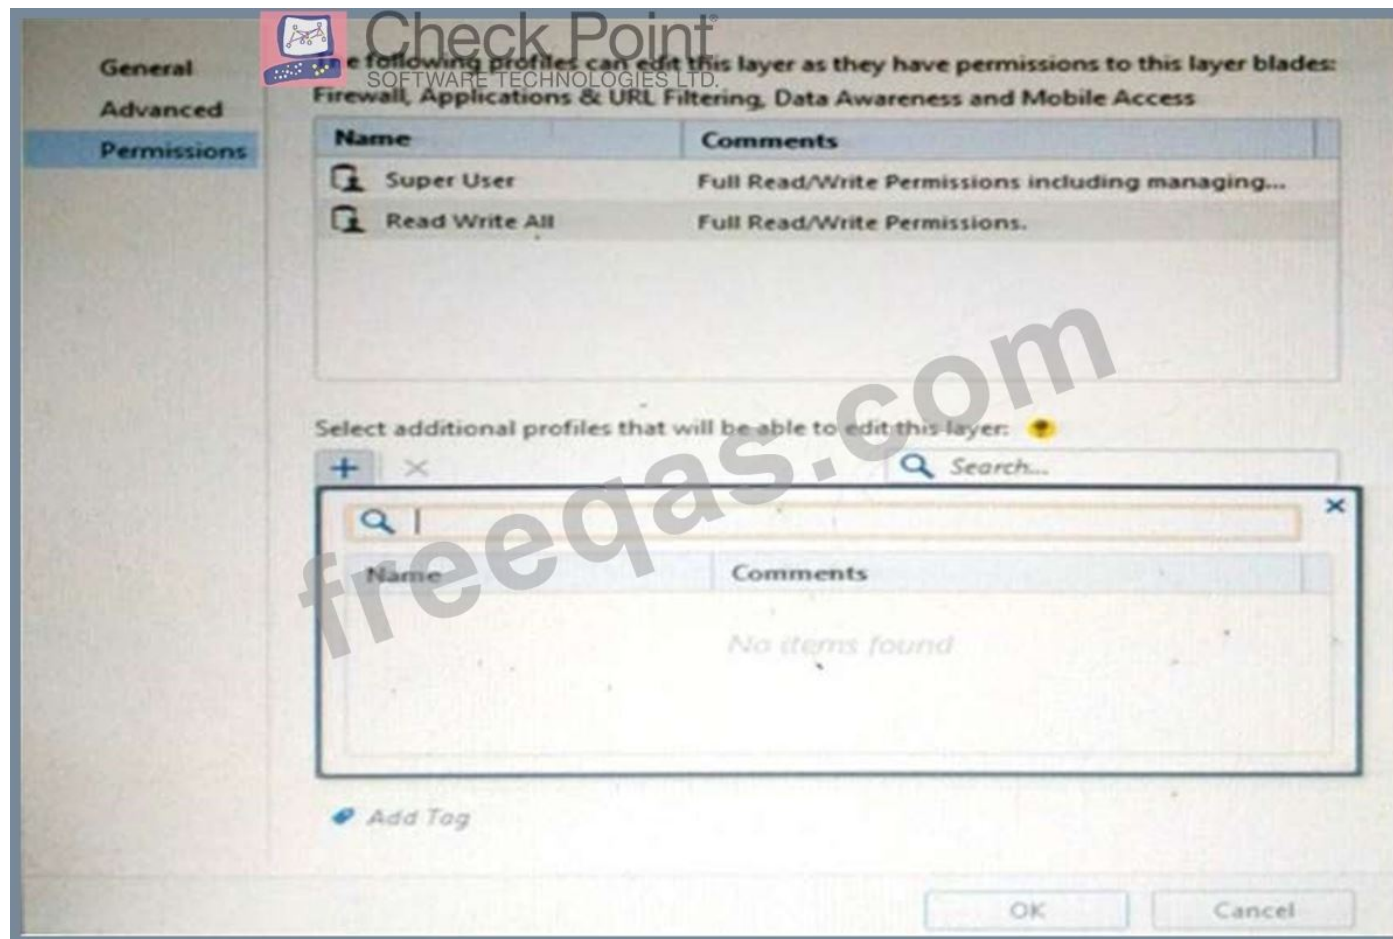 Check Point
SOFTWARE TECHNOLOGIES LTD.
General
Advanced
Permissions
e following profiles can edit this layer as they have permissions to this layer blades:
Firewall, Applications & URL Filtering, Data Awareness and Mobile Access
Name Comments
Super User Full Read/Write Permissions including managing...
Read Write All Full Read/Write Permissions.
Select additional profiles that will be able to edit this layer:
Search...
Name Comments
No items found
Add Tag
OK Cancel
freeqas.com